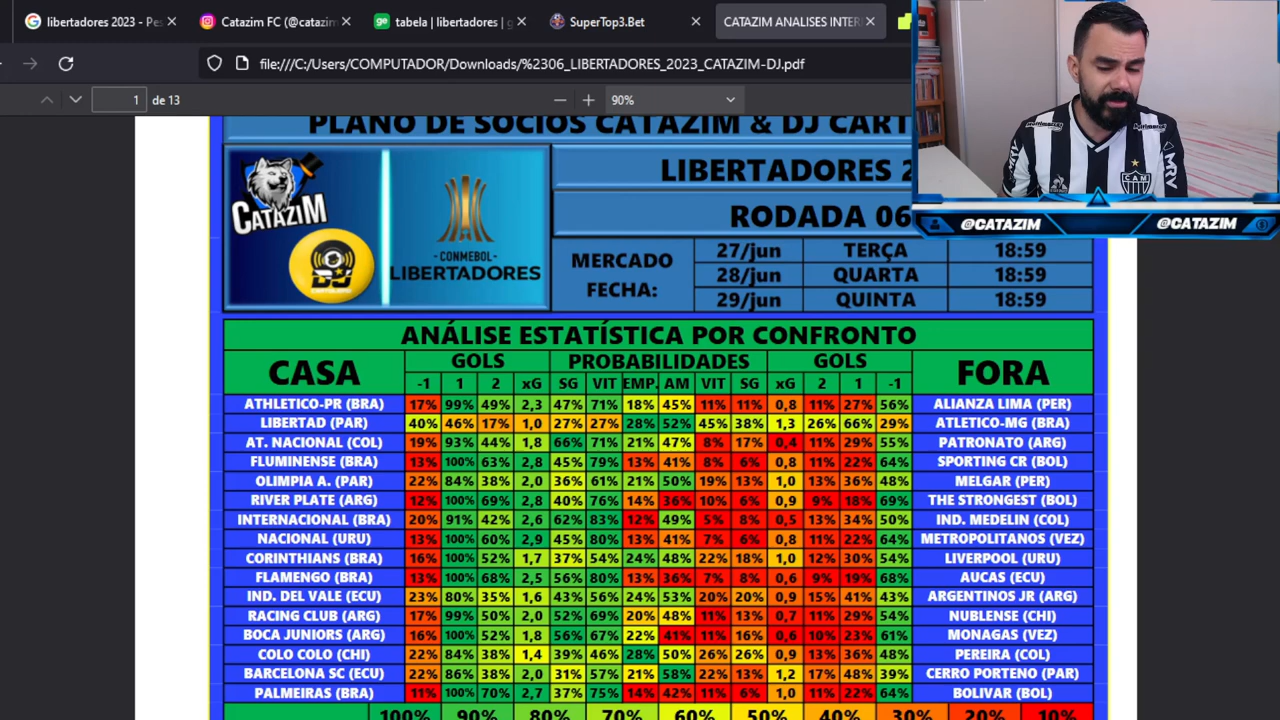 libertadores 2023 - Pes
Catazim FC (@catazim
tabela | libertadores | g
SuperTop3.Bet
CATAZIM ANALISES INTER
file:///C:/Users/COMPUTADOR/Downloads/%2306_LIBERTADORES_2023_CATAZIM-DJ.pdf
1 de 13
90%
PLANO DE SÓCIOS CATAZIM & DJ CART
CATAZIM
DJ
- CONMEBOL -
LIBERTADORES
LIBERTADORES 2
RODADA 06
MERCADO FECHA:
27/jun TERÇA 18:59
28/jun QUARTA 18:59
29/jun QUINTA 18:59
CAM
MRV
@CATAZIM @CATAZIM
ANÁLISE ESTATÍSTICA POR CONFRONTO
CASA GOLS PROBABILIDADES GOLS FORA
-1 1 2 xG SG VIT EMP. AM VIT SG xG 2 1 -1
ATHLETICO-PR (BRA) 17% 99% 49% 2,3 47% 71% 18% 45% 11% 11% 0,8 11% 27% 56% ALIANZA LIMA (PER)
LIBERTAD (PAR) 40% 46% 17% 1,0 27% 27% 28% 52% 45% 38% 1,3 26% 66% 29% ATLETICO-MG (BRA)
AT. NACIONAL (COL) 19% 93% 44% 1,8 66% 71% 21% 47% 8% 17% 0,4 11% 29% 55% PATRONATO (ARG)
FLUMINENSE (BRA) 13% 100% 63% 2,8 45% 79% 13% 41% 8% 6% 0,8 11% 22% 64% SPORTING CR (BOL)
OLIMPIA A. (PAR) 22% 84% 38% 2,0 36% 61% 21% 50% 19% 13% 1,0 13% 36% 48% MELGAR (PER)
RIVER PLATE (ARG) 12% 100% 69% 2,8 40% 76% 14% 36% 10% 6% 0,9 9% 18% 69% THE STRONGEST (BOL)
INTERNACIONAL (BRA) 20% 91% 42% 2,6 62% 83% 12% 49% 5% 8% 0,5 13% 34% 50% IND. MEDELIN (COL)
NACIONAL (URU) 13% 100% 60% 2,9 45% 80% 13% 41% 7% 6% 0,8 11% 22% 64% METROPOLITANOS (VEZ)
CORINTHIANS (BRA) 16% 100% 52% 1,7 37% 54% 24% 48% 22% 18% 1,0 12% 30% 54% LIVERPOOL (URU)
FLAMENGO (BRA) 13% 100% 68% 2,5 56% 80% 13% 36% 7% 8% 0,6 9% 19% 68% AUCAS (ECU)
IND. DEL VALE (ECU) 23% 80% 35% 1,6 43% 56% 24% 53% 20% 20% 0,9 15% 41% 43% ARGENTINOS JR (ARG)
RACING CLUB (ARG) 17% 99% 50% 2,0 52% 69% 20% 48% 11% 13% 0,7 11% 29% 54% NUBLENSE (CHI)
BOCA JUNIORS (ARG) 16% 100% 52% 1,8 56% 67% 22% 41% 11% 16% 0,6 10% 23% 61% MONAGAS (VEZ)
COLO COLO (CHI) 22% 84% 38% 1,4 39% 46% 28% 50% 26% 26% 0,9 13% 36% 48% PEREIRA (COL)
BARCELONA SC (ECU) 22% 86% 38% 2,0 31% 57% 21% 58% 22% 13% 1,2 17% 48% 39% CERRO PORTENO (PAR)
PALMEIRAS (BRA) 11% 100% 70% 2,7 37% 75% 14% 42% 11% 6% 1,0 11% 22% 64% BOLIVAR (BOL)
100% 90% 80% 70% 60% 50% 40% 30% 20% 10%